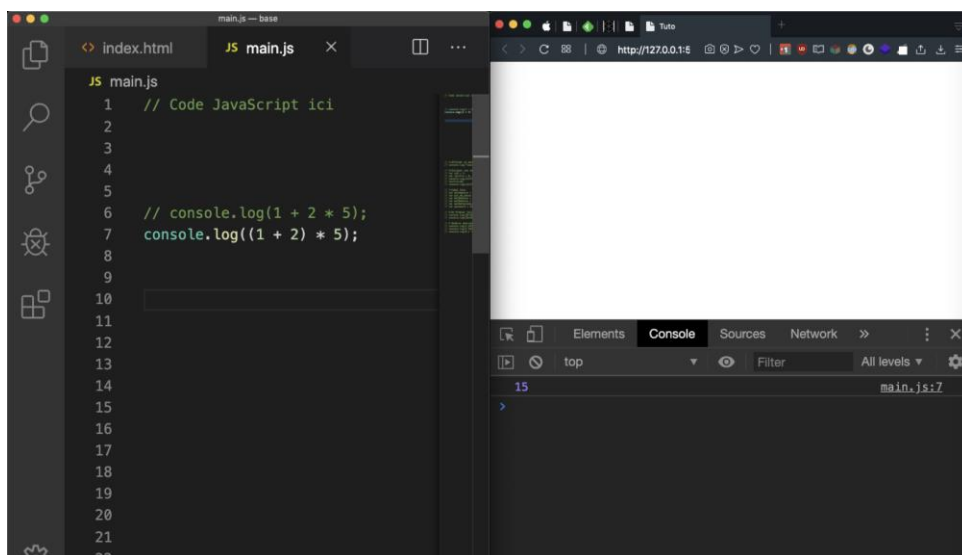 main.js — base
index.html
JS main.js
JS main.js
1 // Code JavaScript ici
2
3
4
5
6 // console.log(1 + 2 * 5);
7 console.log((1 + 2) * 5);
8
9
10
11
12
13
14
15
16
17
18
19
20
21
Tuto
http://127.0.0.1:5
Elements Console Sources Network
top Filter All levels
15 main.js:7